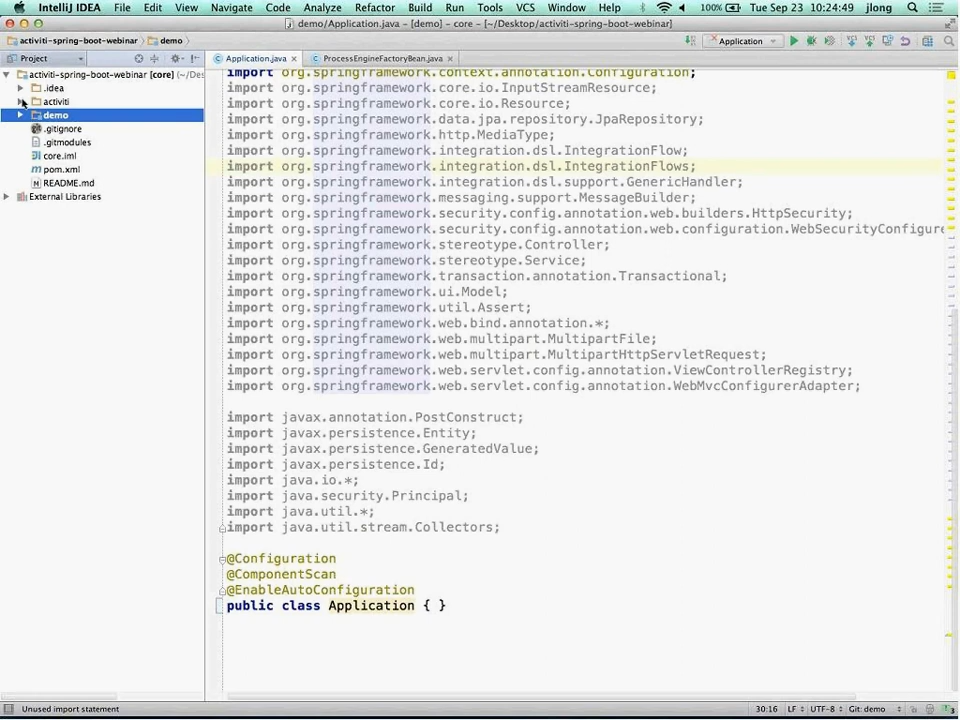 IntelliJ IDEA File Edit View Navigate Code Analyze Refactor Build Run Tools VCS Window Help 100% Tue Sep 23 10:24:49 jlong
demo/Application.java - [demo] - core - [~/Desktop/activiti-spring-boot-webinar]
activiti-spring-boot-webinar demo Application
Project
Application.java ProcessEngineFactoryBean.java
activiti-spring-boot-webinar [core] (~/Des
.idea
activiti
demo
.gitignore
.gitmodules
core.iml
pom.xml
README.md
External Libraries
import org.springframework.context.annotation.Configuration;
import org.springframework.core.io.InputStreamResource;
import org.springframework.core.io.Resource;
import org.springframework.data.jpa.repository.JpaRepository;
import org.springframework.http.MediaType;
import org.springframework.integration.dsl.IntegrationFlow;
import org.springframework.integration.dsl.IntegrationFlows;
import org.springframework.integration.dsl.support.GenericHandler;
import org.springframework.messaging.support.MessageBuilder;
import org.springframework.security.config.annotation.web.builders.HttpSecurity;
import org.springframework.security.config.annotation.web.configuration.WebSecurityConfigure
import org.springframework.stereotype.Controller;
import org.springframework.stereotype.Service;
import org.springframework.transaction.annotation.Transactional;
import org.springframework.ui.Model;
import org.springframework.util.Assert;
import org.springframework.web.bind.annotation.*;
import org.springframework.web.multipart.MultipartFile;
import org.springframework.web.multipart.MultipartHttpServletRequest;
import org.springframework.web.servlet.config.annotation.ViewControllerRegistry;
import org.springframework.web.servlet.config.annotation.WebMvcConfigurerAdapter;
import javax.annotation.PostConstruct;
import javax.persistence.Entity;
import javax.persistence.GeneratedValue;
import javax.persistence.Id;
import java.io.*;
import java.security.Principal;
import java.util.*;
import java.util.stream.Collectors;
@Configuration
@ComponentScan
@EnableAutoConfiguration
public class Application { }
Unused import statement 30:16 LF UTF-8 Git: demo